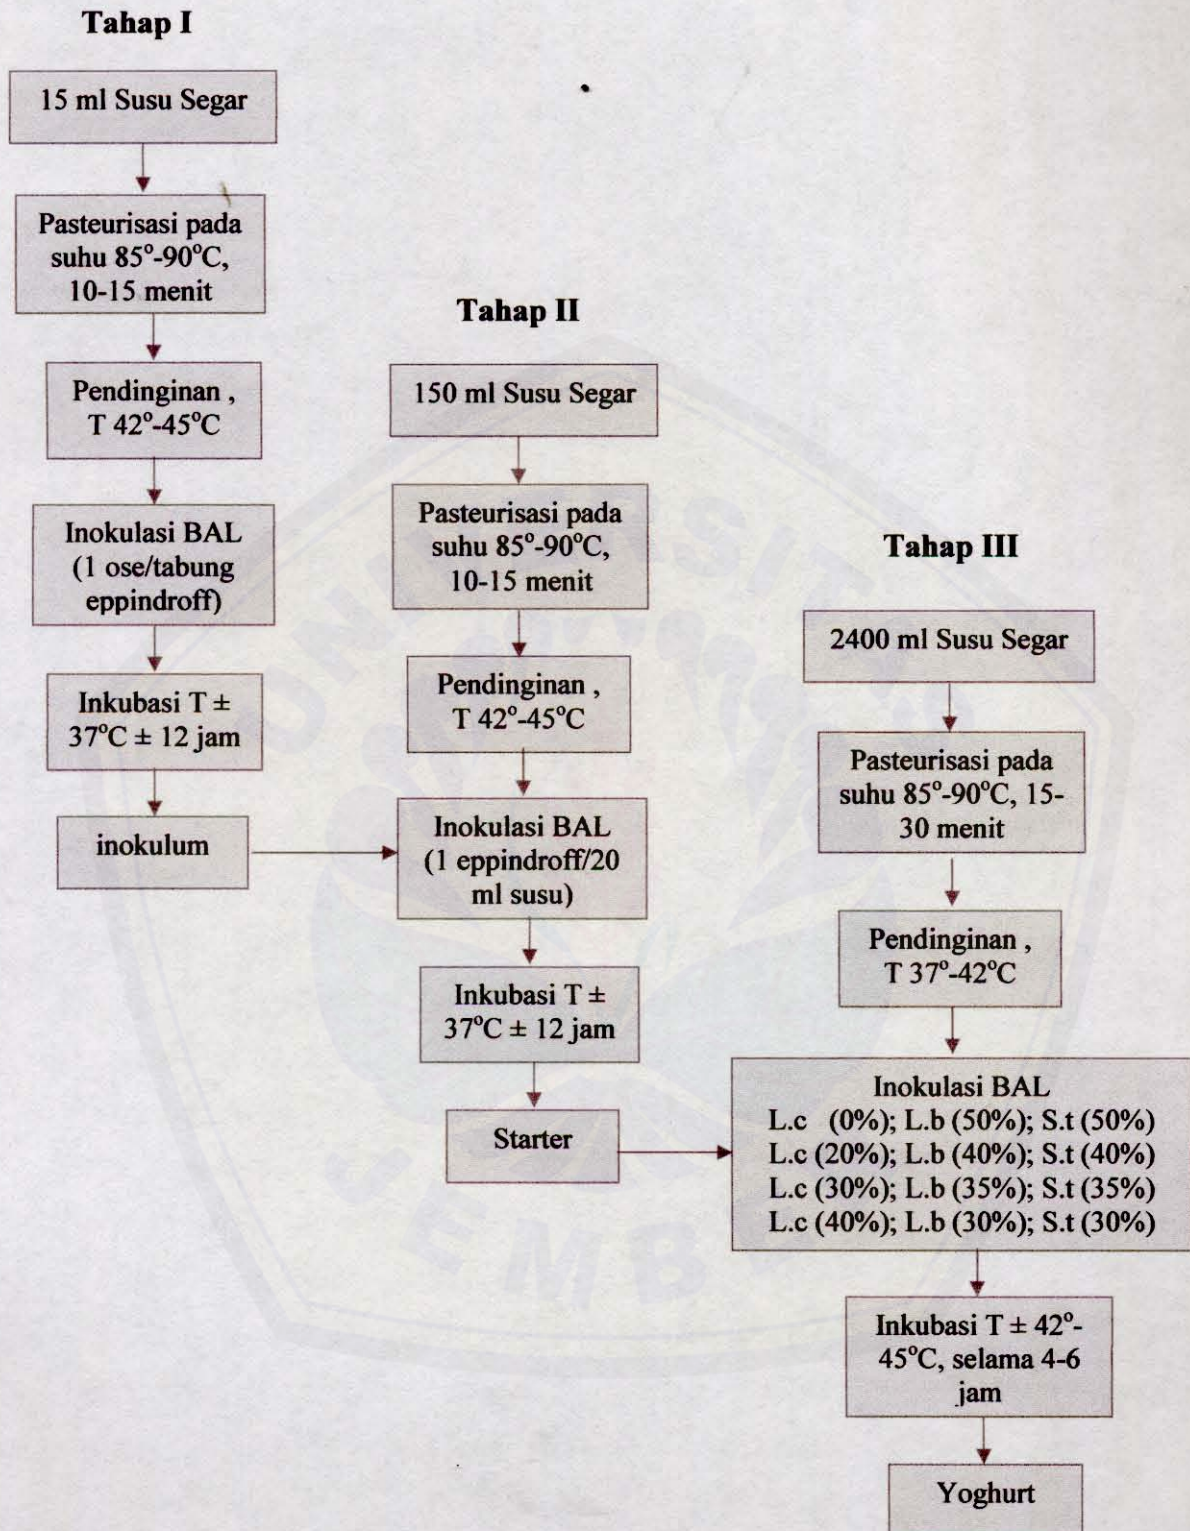 Tahap I
15 ml Susu Segar
Pasteurisasi pada
suhu 85°-90°C,
10-15 menit
Pendinginan ,
T 42°-45°C
Inokulasi BAL
(1 ose/tabung
eppindroff)
Inkubasi T ±
37°C ± 12 jam
inokulum
Tahap II
150 ml Susu Segar
Pasteurisasi pada
suhu 85°-90°C,
10-15 menit
Pendinginan ,
T 42°-45°C
Inokulasi BAL
(1 eppindroff/20
ml susu)
Inkubasi T ±
37°C ± 12 jam
Starter
Tahap III
2400 ml Susu Segar
Pasteurisasi pada
suhu 85°-90°C, 15-
30 menit
Pendinginan ,
T 37°-42°C
Inokulasi BAL
L.c (0%); L.b (50%); S.t (50%)
L.c (20%); L.b (40%); S.t (40%)
L.c (30%); L.b (35%); S.t (35%)
L.c (40%); L.b (30%); S.t (30%)
Inkubasi T ± 42°-
45°C, selama 4-6
jam
Yoghurt
UNIVERSITAS
JEMBER